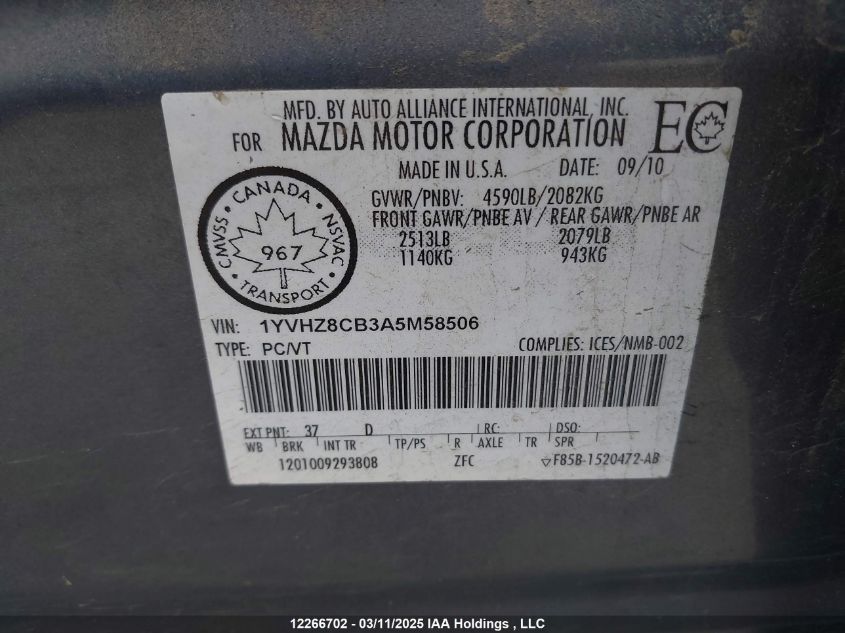 MFD. BY AUTO ALLIANCE INTERNATIONAL, INC.
FOR MAZDA MOTOR CORPORATION
EC
MADE IN U.S.A. DATE: 09/10
GVWR/PNBV: 4590LB/2082KG
FRONT GAWR/PNBE AV / REAR GAWR/PNBE AR
2513LB 2079LB
1140KG 943KG
CMVSS CANADA NSVAC
967
TRANSPORT
VIN: 1YVHZ8CB3A5M58506
TYPE: PC/VT COMPLIES: ICES/NMB-002
EXT PNT: 37 D RC: DSO:
WB BRK INT TR TP/PS R AXLE TR SPR
1201009293808 ZFC F85B-1520472-AB
12266702 - 03/11/2025 IAA Holdings , LLC